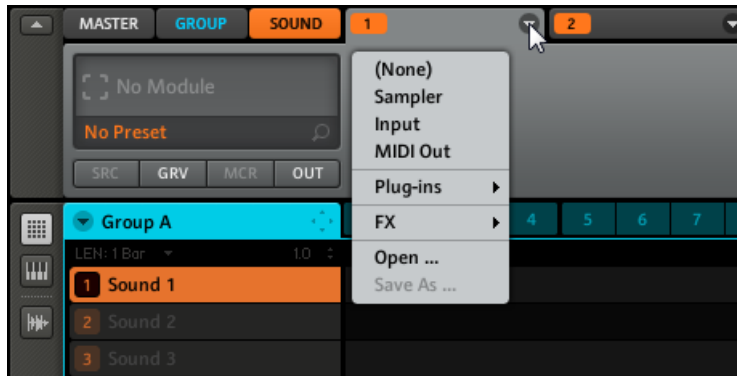 MASTER GROUP SOUND 1 2
No Module
No Preset
SRC GRV MCR OUT
(None)
Sampler
Input
MIDI Out
Plug-ins
FX
Open ...
Save As ...
Group A
4 5 6 7
LEN: 1 Bar 1.0
1 Sound 1
2 Sound 2
3 Sound 3